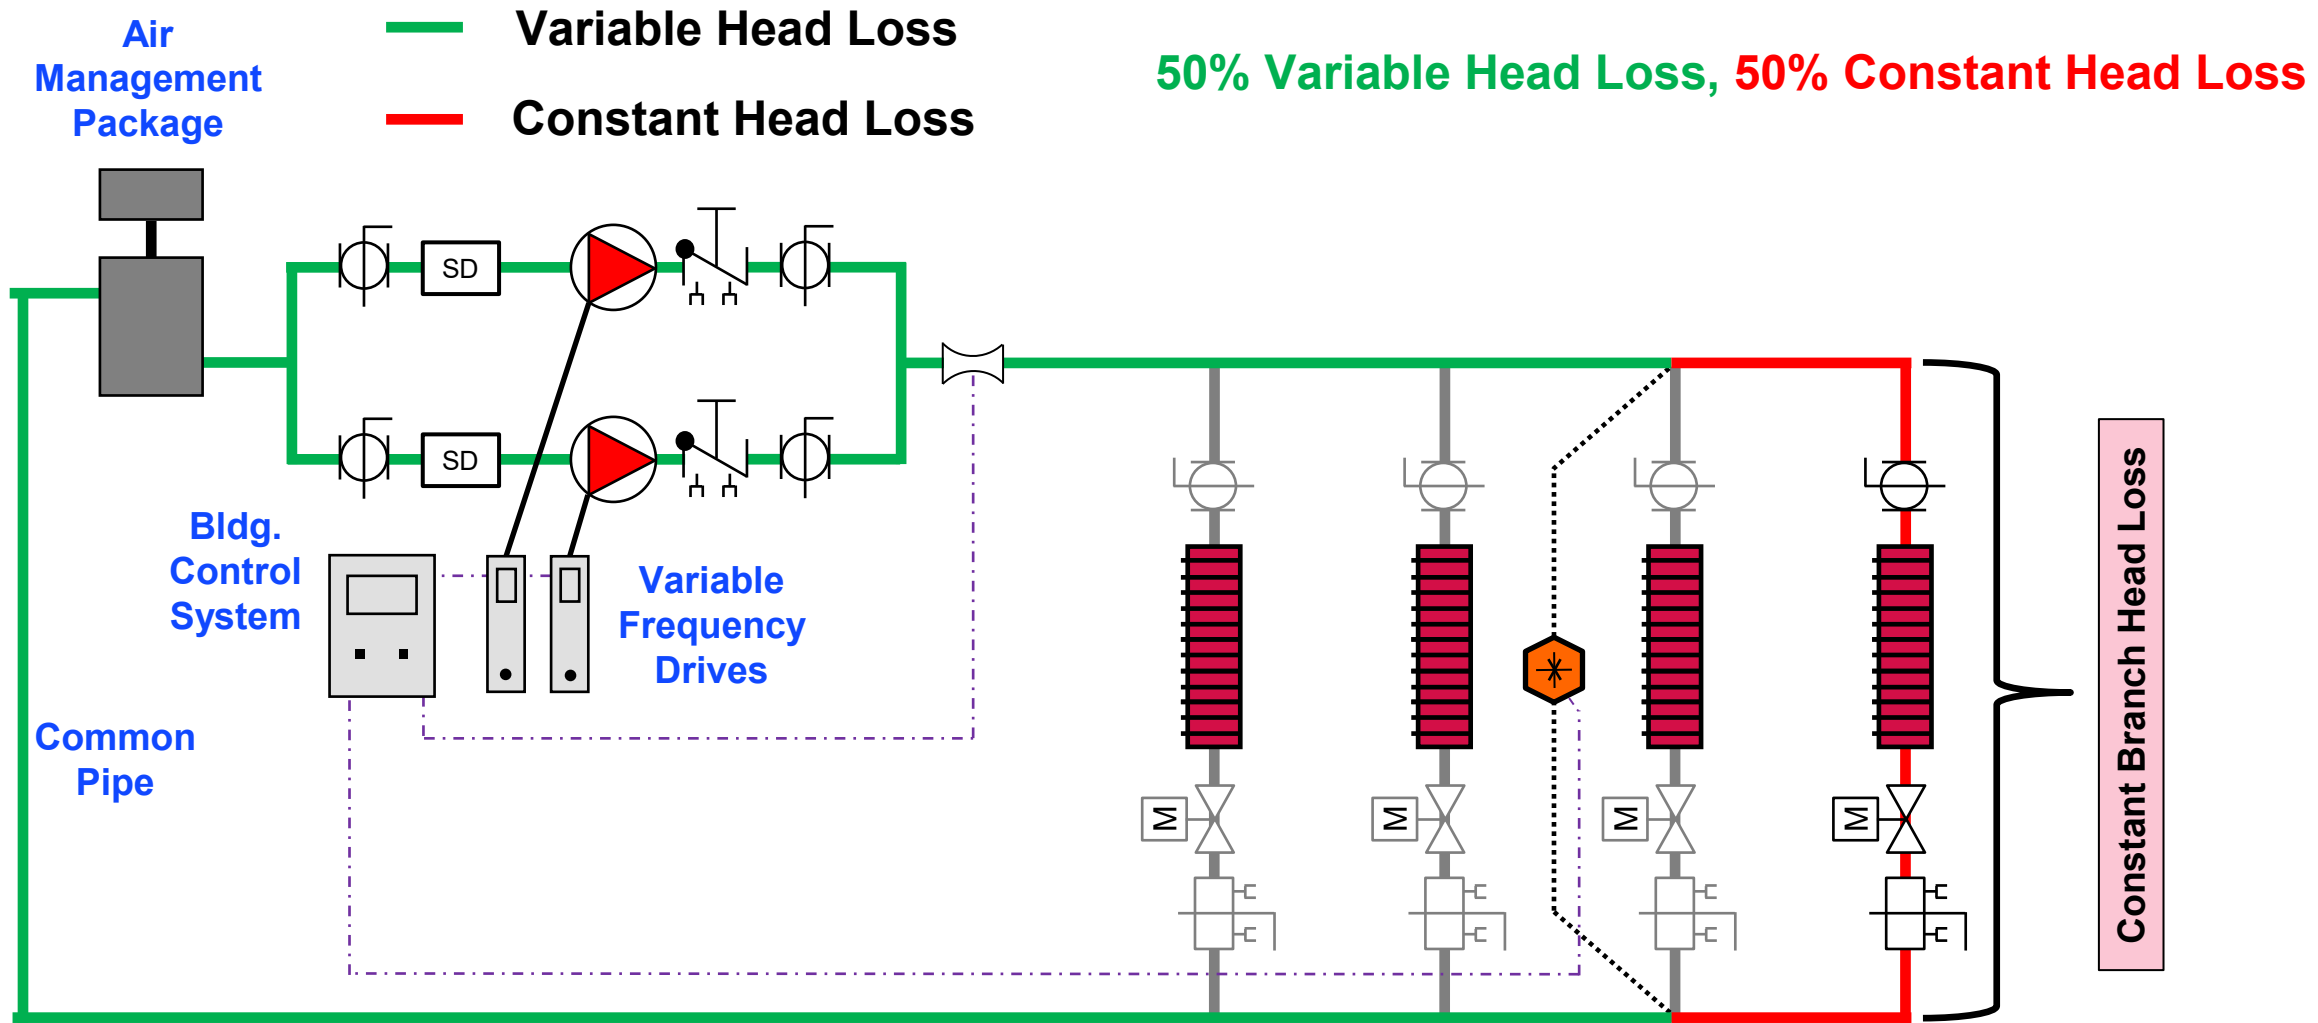 Air
Management
Package
Variable Head Loss
Constant Head Loss
50% Variable Head Loss, 50% Constant Head Loss
SD
SD
Bldg.
Control
System
Variable
Frequency
Drives
Common
Pipe
M
M
M
M
Constant Branch Head Loss